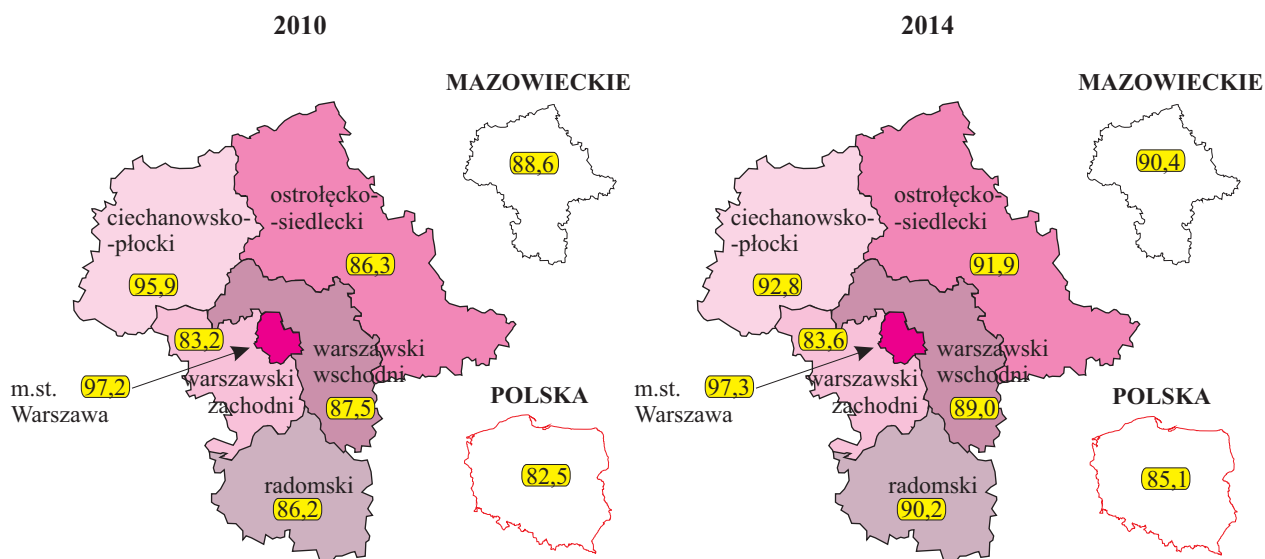 2010
MAZOWIECKIE
88,6
ostrołęcko-
-siedlecki
86,3
ciechanowsko-
-płocki
95,9
83,2
warszawski
wschodni
87,5
m.st.
Warszawa
97,2
warszawski
zachodni
radomski
86,2
POLSKA
82,5
2014
MAZOWIECKIE
90,4
ostrołęcko-
-siedlecki
91,9
ciechanowsko-
-płocki
92,8
83,6
warszawski
wschodni
89,0
m.st.
Warszawa
97,3
warszawski
zachodni
radomski
90,2
POLSKA
85,1